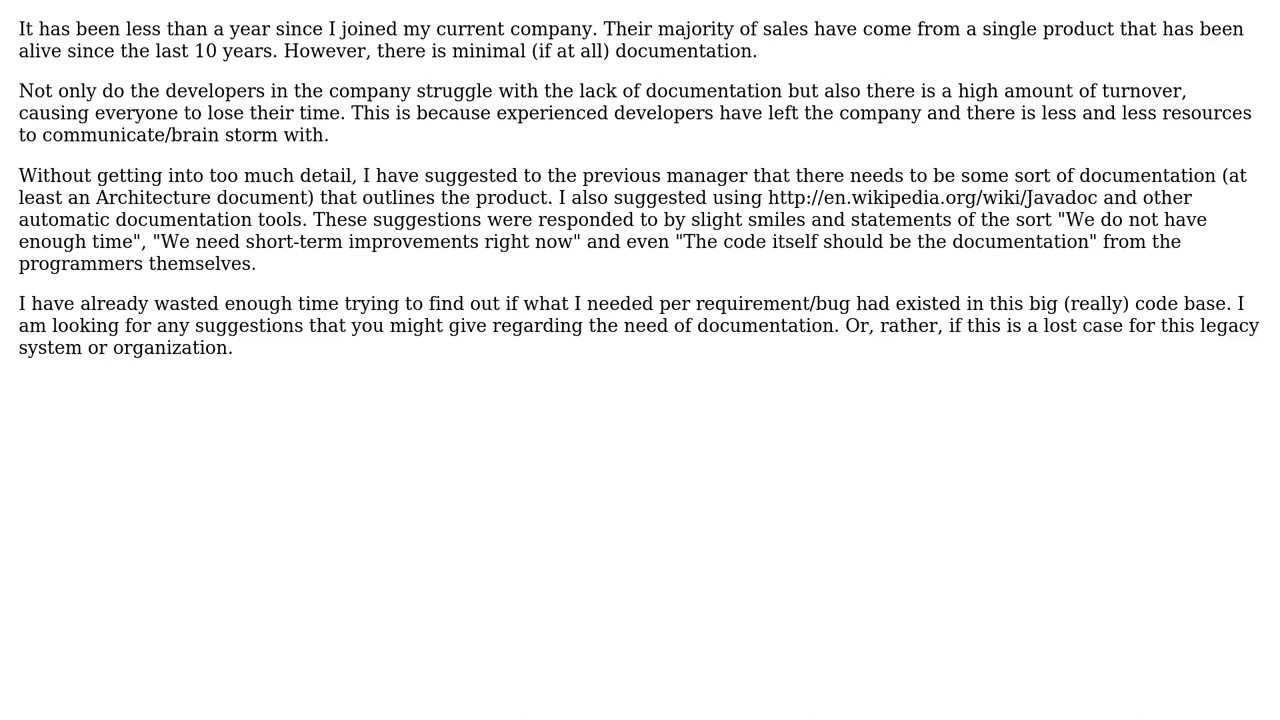 It has been less than a year since I joined my current company. Their majority of sales have come from a single product that has been
alive since the last 10 years. However, there is minimal (if at all) documentation.
Not only do the developers in the company struggle with the lack of documentation but also there is a high amount of turnover,
causing everyone to lose their time. This is because experienced developers have left the company and there is less and less resources
to communicate/brain storm with.
Without getting into too much detail, I have suggested to the previous manager that there needs to be some sort of documentation (at
least an Architecture document) that outlines the product. I also suggested using http://en.wikipedia.org/wiki/Javadoc and other
automatic documentation tools. These suggestions were responded to by slight smiles and statements of the sort "We do not have
enough time", "We need short-term improvements right now" and even "The code itself should be the documentation" from the
programmers themselves.
I have already wasted enough time trying to find out if what I needed per requirement/bug had existed in this big (really) code base. I
am looking for any suggestions that you might give regarding the need of documentation. Or, rather, if this is a lost case for this legacy
system or organization.